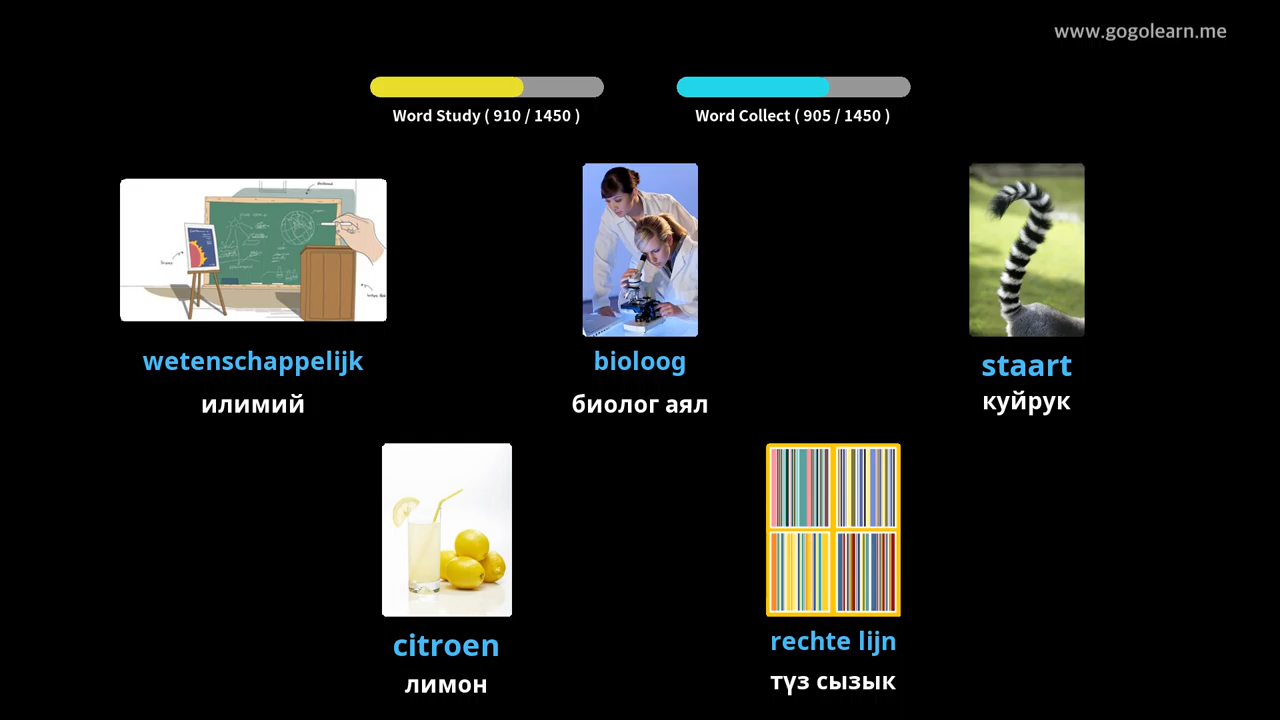 www.gogolearn.me
Word Study ( 910 / 1450 )
Word Collect ( 905 / 1450 )
wetenschappelijk
илимий
bioloog
биолог аял
staart
куйрук
citroen
лимон
rechte lijn
түз сызык